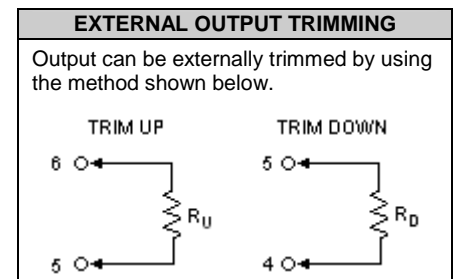 EXTERNAL OUTPUT TRIMMING
Output can be externally trimmed by using
the method shown below.
TRIM UP TRIM DOWN
6 5
RU RD
5 4